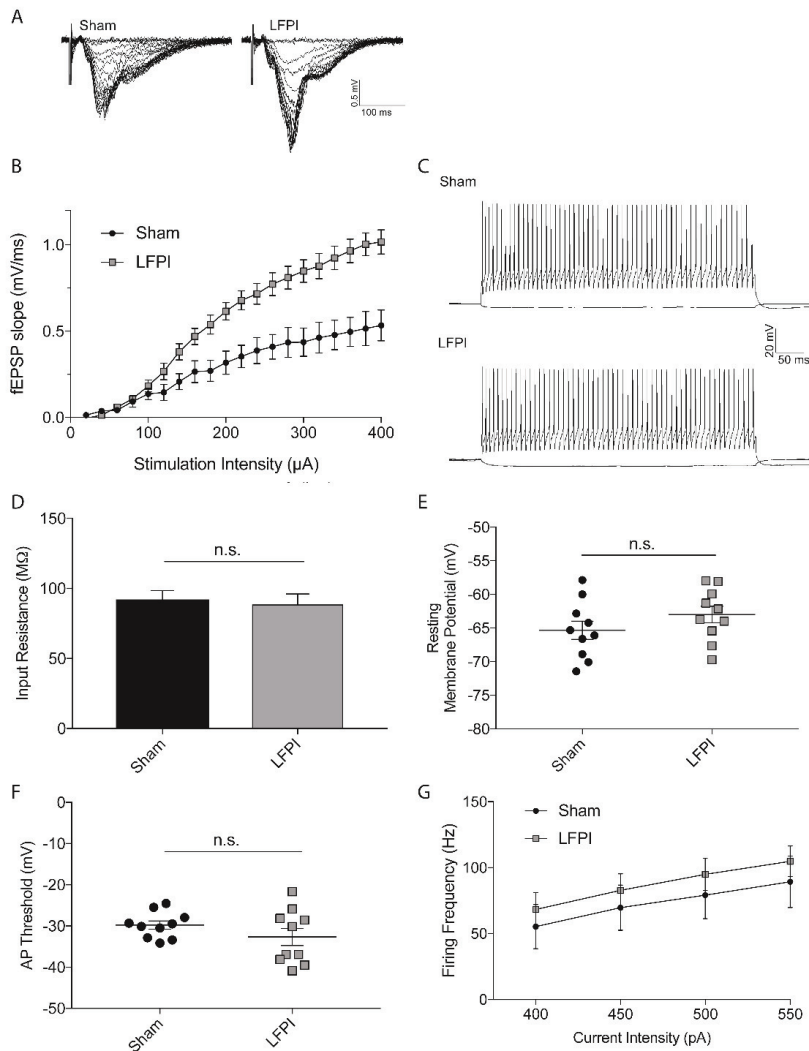 A
Sham
LFPI
0.5 mV
100 ms
B
Sham
LFPI
fEPSP slope (mV/ms)
1.0
0.5
0.0
0
100
200
300
400
Stimulation Intensity (µA)
C
Sham
LFPI
20 mV
50 ms
D
Input Resistance (MΩ)
150
100
50
0
n.s.
Sham
LFPI
E
Resting
Membrane Potential (mV)
-50
-55
-60
-65
-70
-75
-80
n.s.
Sham
LFPI
F
AP Threshold (mV)
0
-10
-20
-30
-40
-50
n.s.
Sham
LFPI
G
Firing Frequency (Hz)
150
100
50
0
Sham
LFPI
400
450
500
550
Current Intensity (pA)